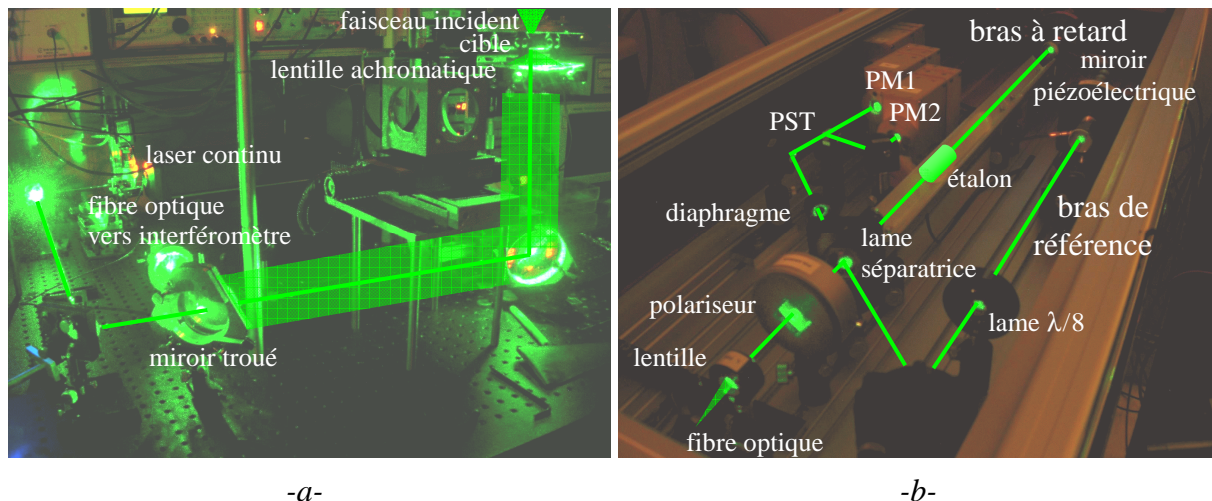 faisceau incident
cible
lentille achromatique
laser continu
fibre optique
vers interféromètre
miroir troué
-a-
bras à retard
miroir
piézoélectrique
PM1
PM2
PST
étalon
diaphragme
bras de
référence
lame
séparatrice
polariseur
lame λ/8
lentille
fibre optique
-b-